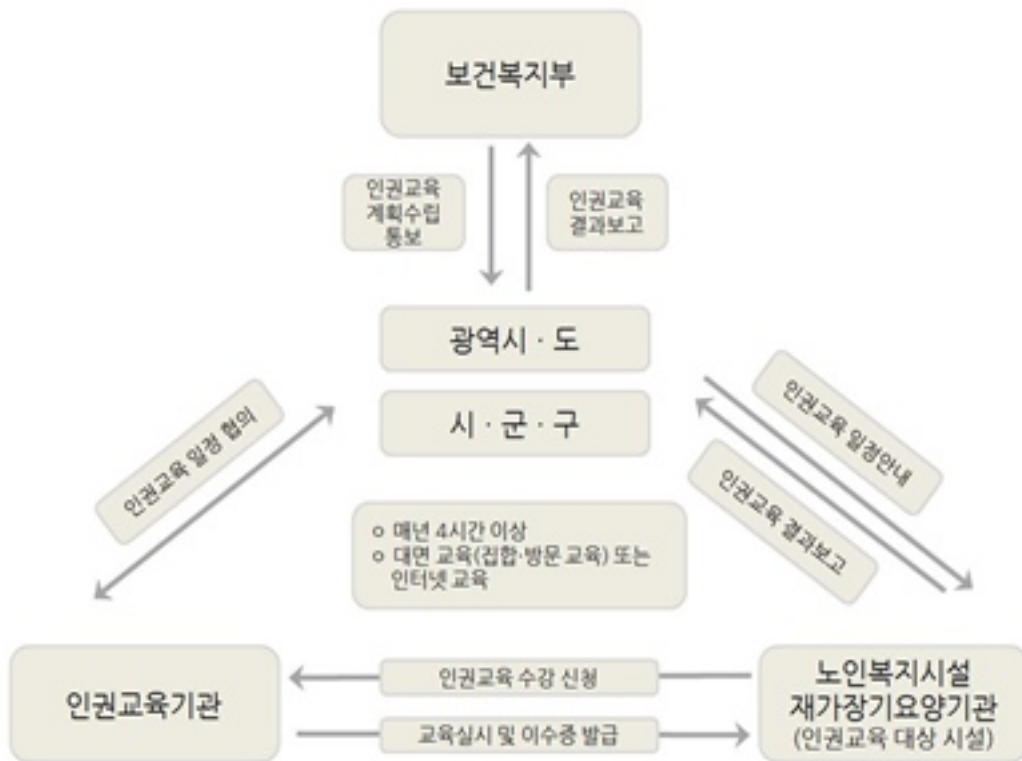 보건복지부
인권교육
계획수립
통보
인권교육
결과보고
광역시 · 도
시 · 군 · 구
인권교육 일정 협의
인권교육 일정안내
인권교육 결과보고
○ 매년 4시간 이상
○ 대면 교육(집합·방문 교육) 또는
인터넷 교육
인권교육기관
인권교육 수강 신청
교육실시 및 이수증 발급
노인복지시설
재가장기요양기관
(인권교육 대상 시설)